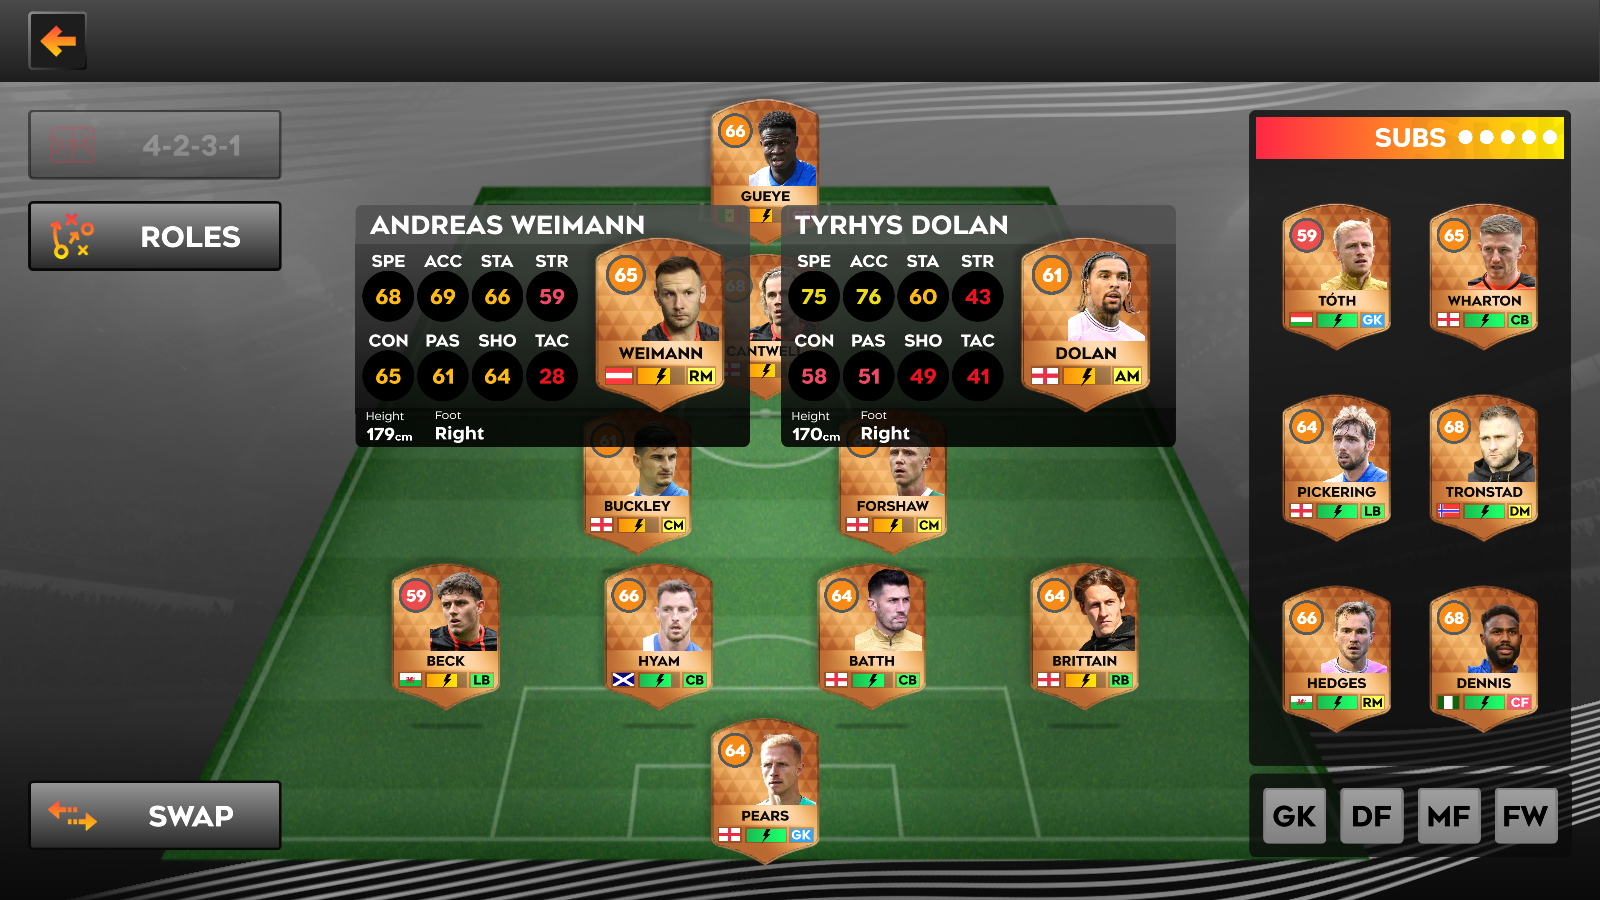 4-2-3-1
ROLES
SWAP
66
GUEYE
ANDREAS WEIMANN
SPE ACC STA STR
68 69 66 59
CON PAS SHO TAC
65 61 64 28
Height Foot
179cm Right
65
WEIMANN
RM
68
CANTWELL
TYRHYS DOLAN
SPE ACC STA STR
75 76 60 43
CON PAS SHO TAC
58 51 49 41
Height Foot
170cm Right
61
DOLAN
AM
61
BUCKLEY
CM
FORSHAW
CM
59
BECK
LB
66
HYAM
CB
64
BATTH
CB
64
BRITTAIN
RB
64
PEARS
GK
SUBS
59
TÓTH
GK
65
WHARTON
CB
64
PICKERING
LB
68
TRONSTAD
DM
66
HEDGES
RM
68
DENNIS
CF
GK DF MF FW